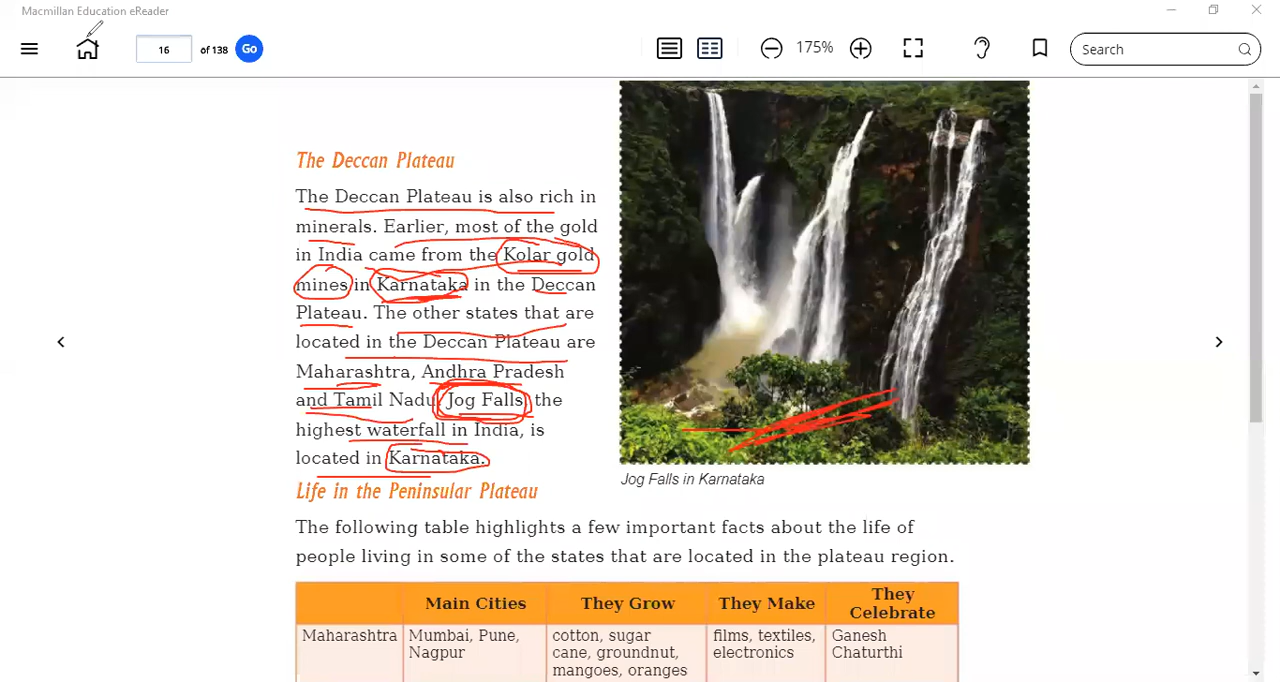 Macmillan Education eReader
16 of 138 Go 175% Search
The Deccan Plateau
The Deccan Plateau is also rich in
minerals. Earlier, most of the gold
in India came from the Kolar gold
mines in Karnataka in the Deccan
Plateau. The other states that are
located in the Deccan Plateau are
Maharashtra, Andhra Pradesh
and Tamil Nadu. Jog Falls, the
highest waterfall in India, is
located in Karnataka.
Jog Falls in Karnataka
Life in the Peninsular Plateau
The following table highlights a few important facts about the life of
people living in some of the states that are located in the plateau region.
Main Cities They Grow They Make They
Celebrate
Maharashtra Mumbai, Pune, cotton, sugar films, textiles, Ganesh
Nagpur cane, groundnut, electronics Chaturthi
mangoes, oranges